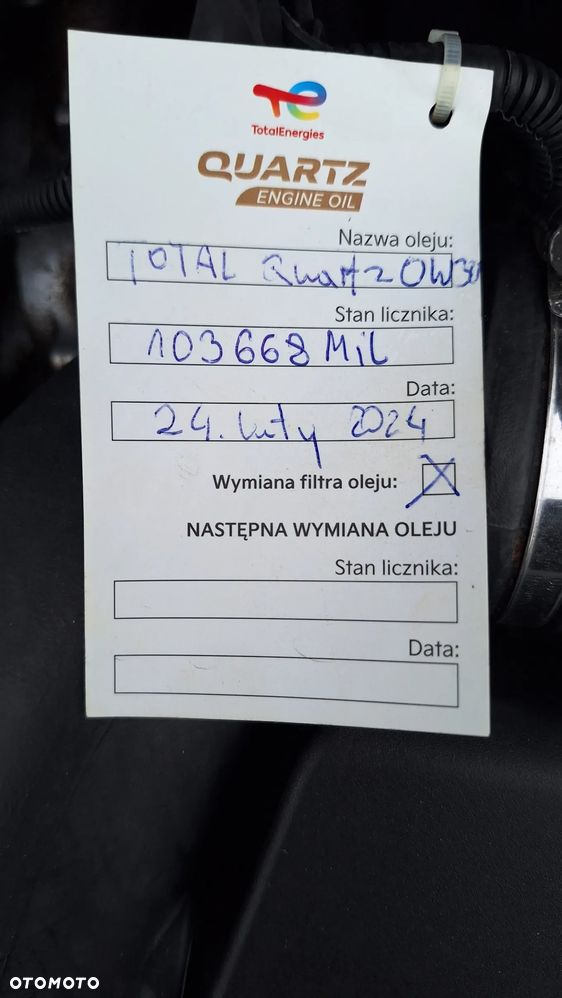 TotalEnergies
QUARTZ
ENGINE OIL
Nazwa oleju:
TOTAL Quartz 0W30
Stan licznika:
103668 MiL
Data:
24. luty 2024
Wymiana filtra oleju: X
NASTĘPNA WYMIANA OLEJU
Stan licznika:
Data:
OTOMOTO